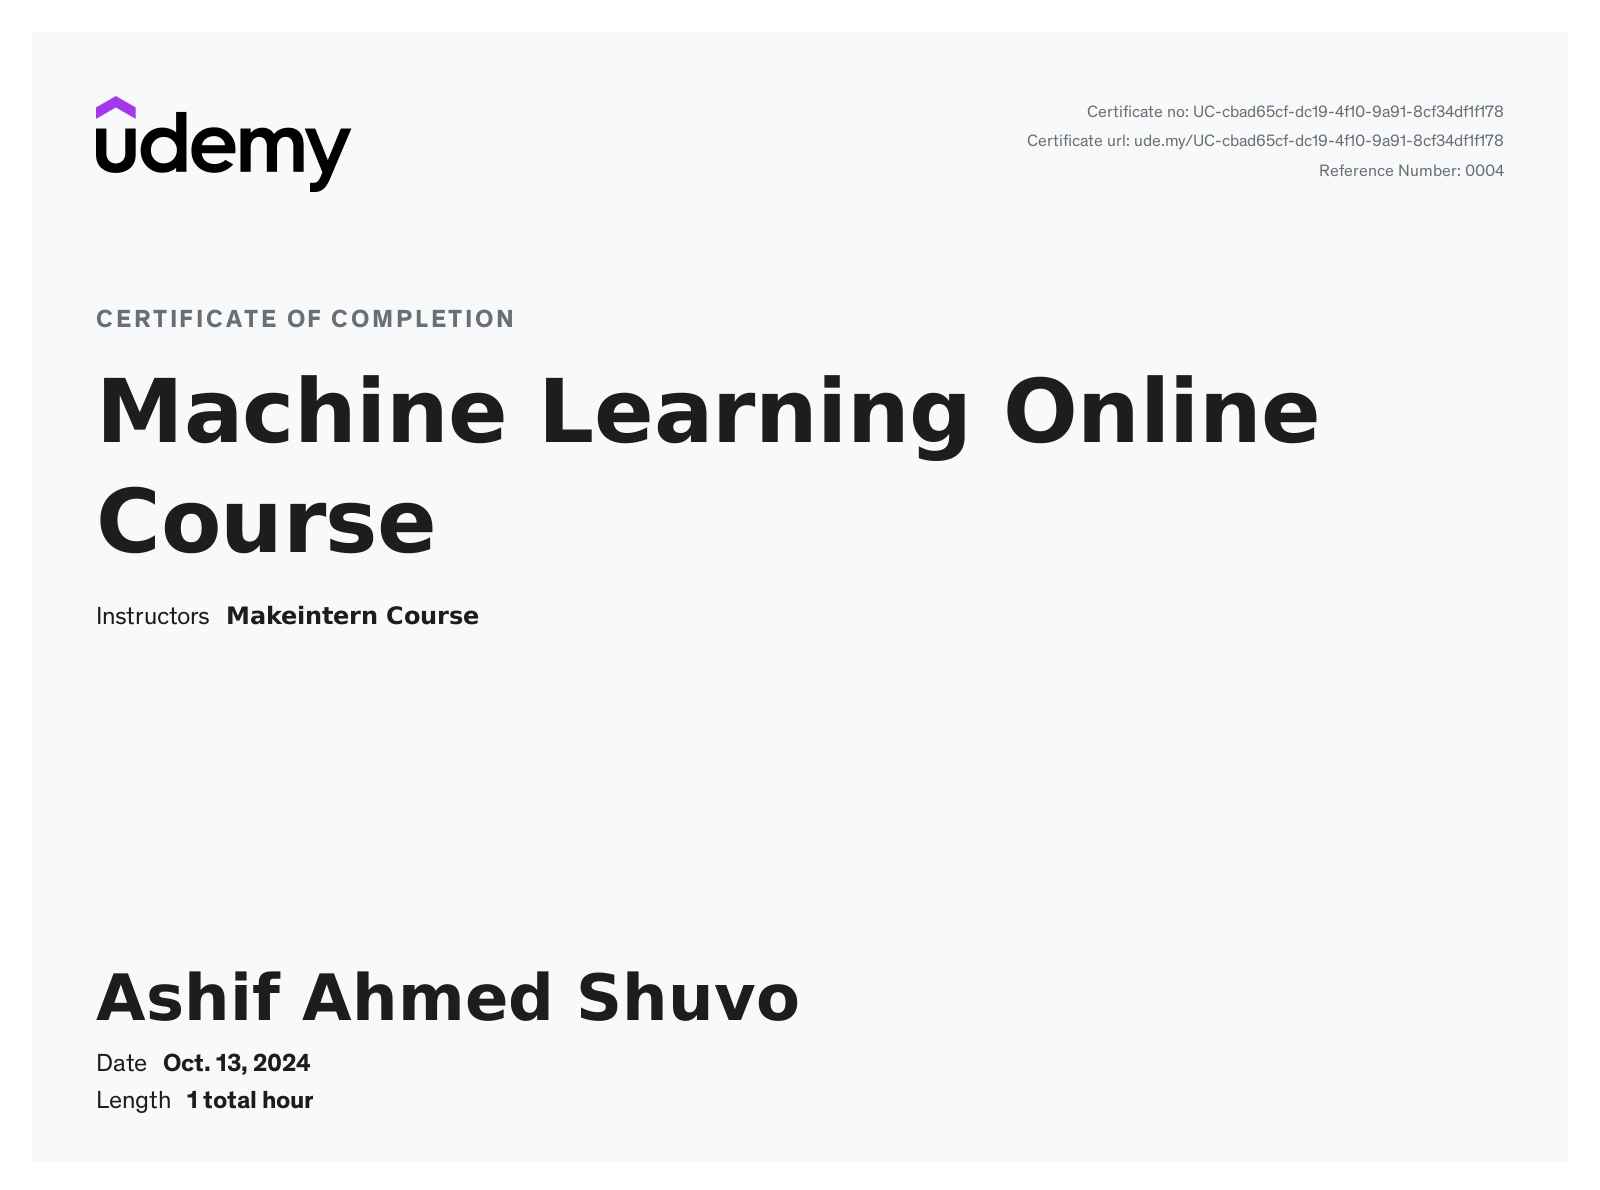 udemy
Certificate no: UC-cbad65cf-dc19-4f10-9a91-8cf34df1f178
Certificate url: ude.my/UC-cbad65cf-dc19-4f10-9a91-8cf34df1f178
Reference Number: 0004
CERTIFICATE OF COMPLETION
Machine Learning Online
Course
Instructors Makeintern Course
Ashif Ahmed Shuvo
Date Oct. 13, 2024
Length 1 total hour